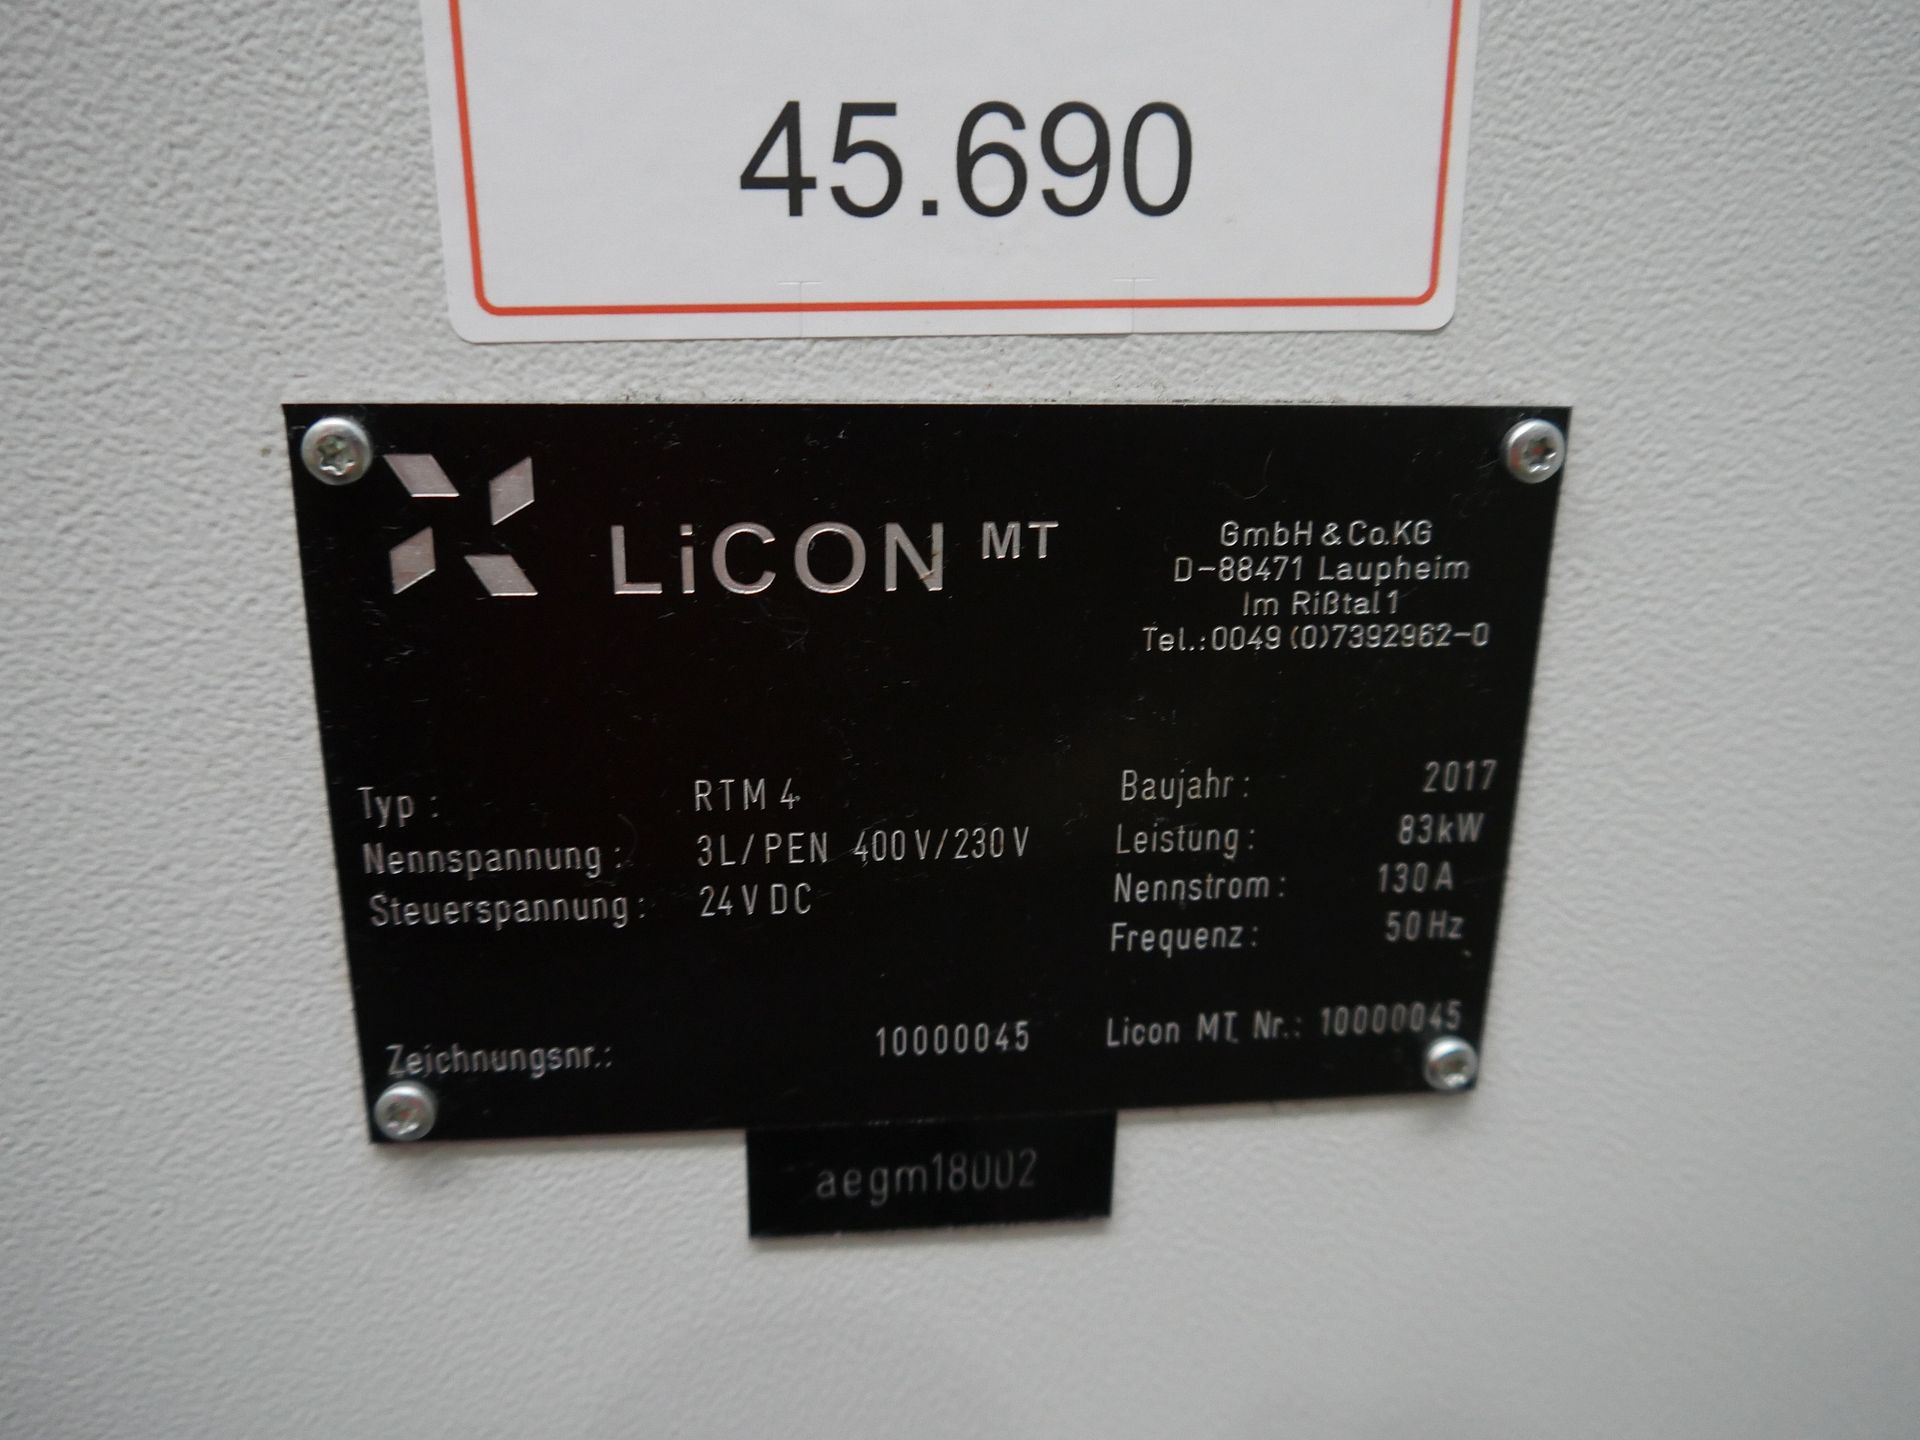 45.690
LiCON MT
GmbH & Co.KG
D-88471 Laupheim
Im Rißtal 1
Tel.: 0049 (0)7392962-0
Typ : RTM 4
Nennspannung : 3L/PEN 400V/230V
Steuerspannung : 24V DC
Baujahr : 2017
Leistung : 83kW
Nennstrom : 130A
Frequenz : 50Hz
Zeichnungsnr.: 10000045
Licon MT Nr.: 10000045
aegm18002